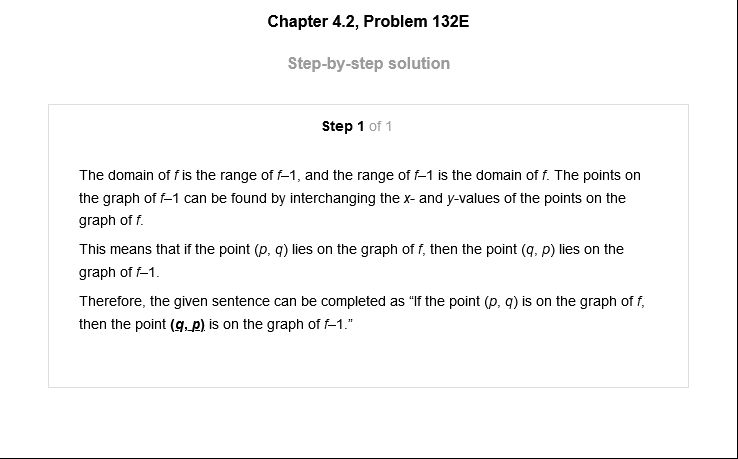 Chapter 4.2, Problem 132E
Step-by-step solution
Step 1 of 1
The domain of f is the range of f–1, and the range of f–1 is the domain of f. The points on
the graph of f–1 can be found by interchanging the x- and y-values of the points on the
graph of f.
This means that if the point (p, q) lies on the graph of f, then the point (q, p) lies on the
graph of f–1.
Therefore, the given sentence can be completed as “If the point (p, q) is on the graph of f,
then the point (q, p) is on the graph of f–1.”